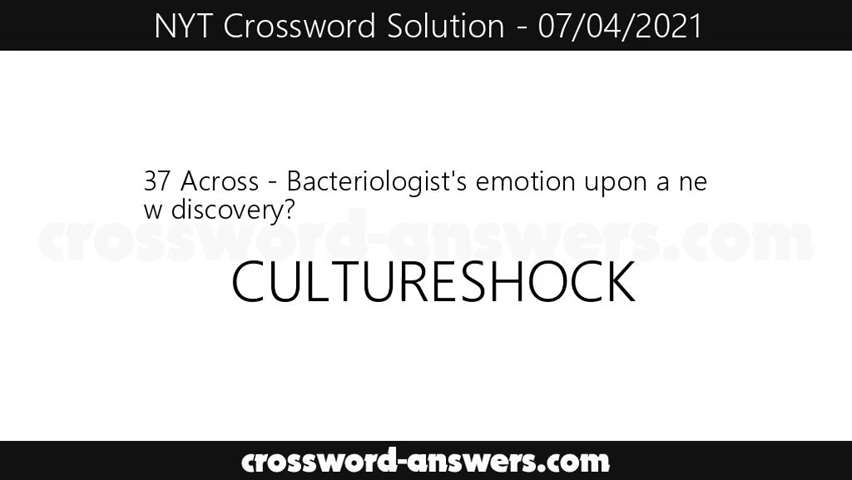 NYT Crossword Solution - 07/04/2021
37 Across - Bacteriologist's emotion upon a ne
w discovery?
crossword-answers.com
CULTURESHOCK
crossword-answers.com